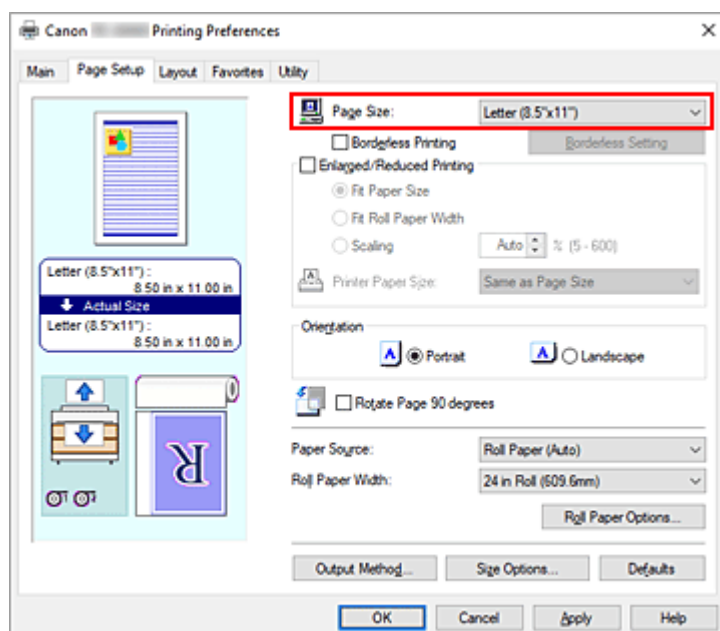 Canon Printing Preferences
Main Page Setup Layout Favorites Utility
Page Size: Letter (8.5"x11")
Borderless Printing Borderless Setting
Enlarged/Reduced Printing
Fit Paper Size
Fit Roll Paper Width
Scaling Auto % (5 - 600)
Printer Paper Size: Same as Page Size
Letter (8.5"x11") :
8.50 in x 11.00 in
Actual Size
Letter (8.5"x11") :
8.50 in x 11.00 in
Orientation
A Portrait A Landscape
Rotate Page 90 degrees
R
Paper Source: Roll Paper (Auto)
Roll Paper Width: 24 in Roll (609.6mm)
Roll Paper Options...
Output Method... Size Options... Defaults
OK Cancel Apply Help